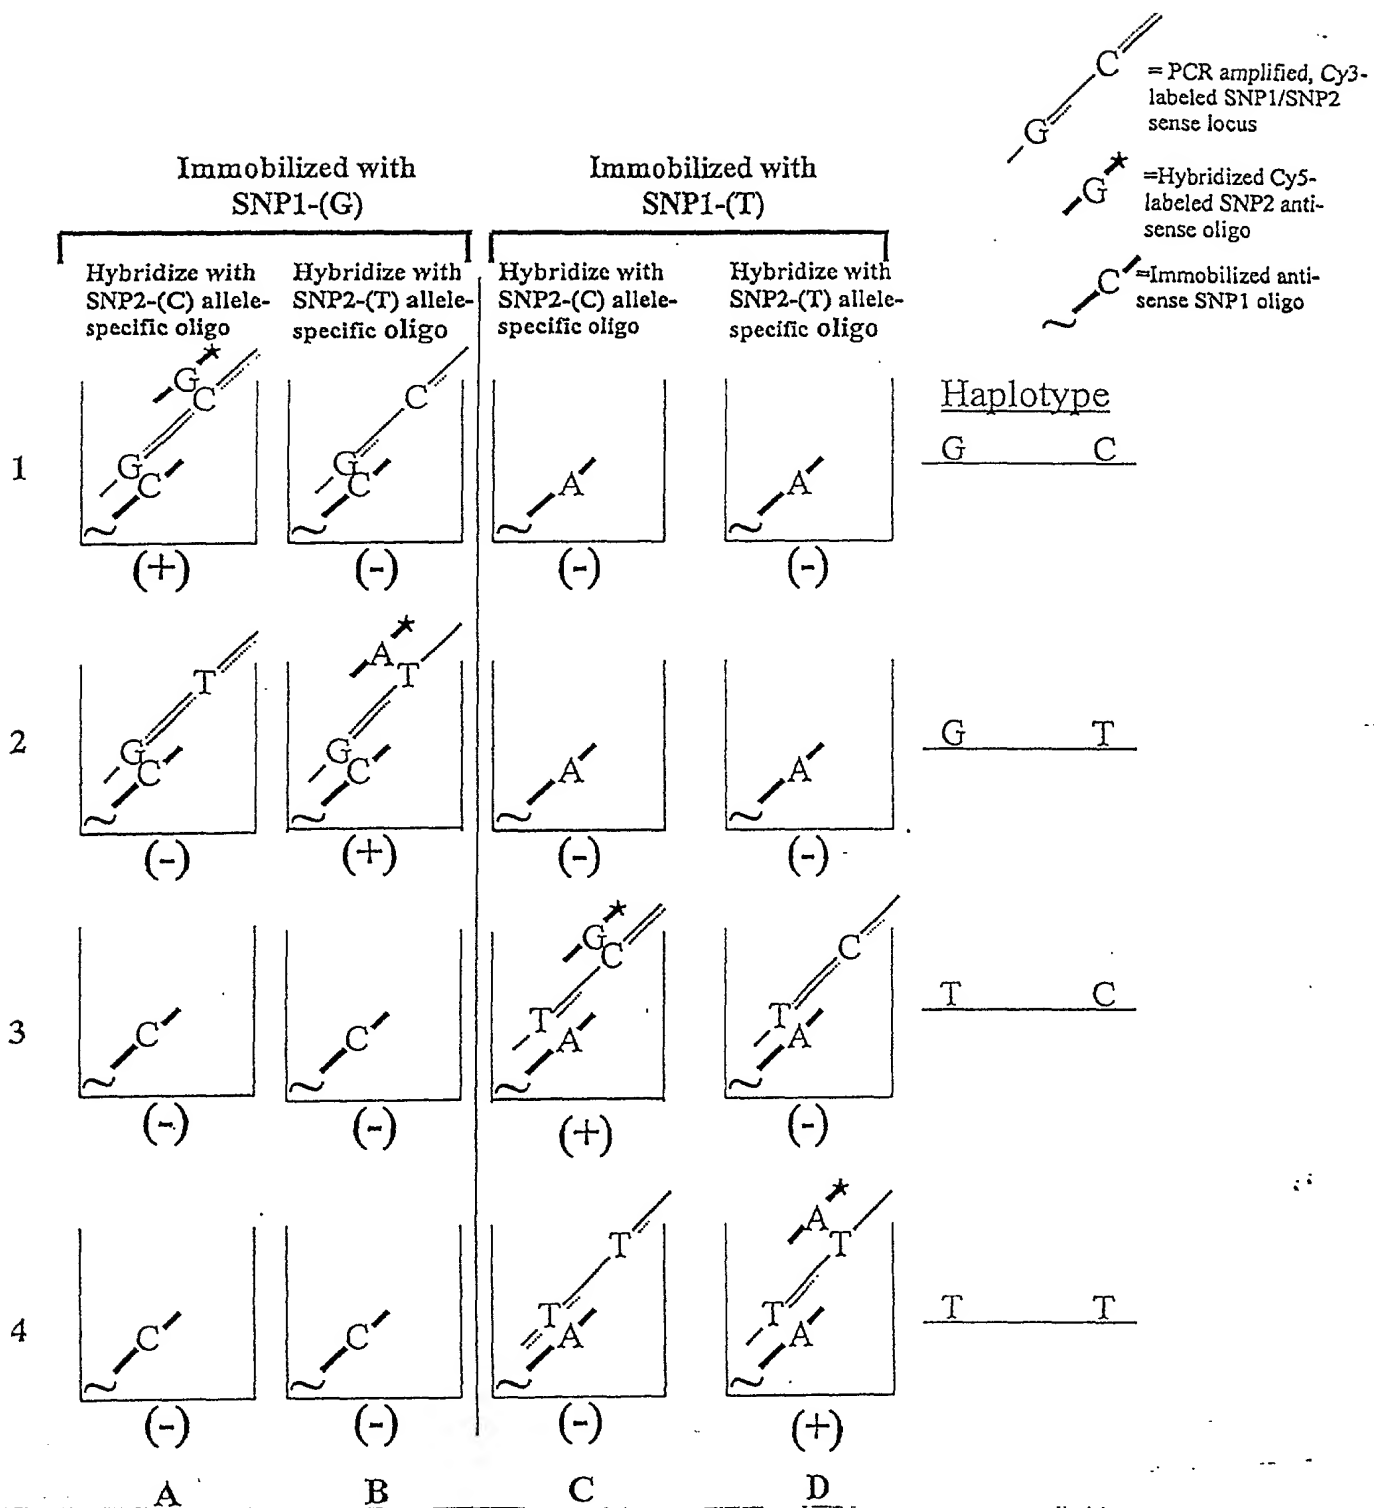 C
= PCR amplified, Cy3-
labeled SNP1/SNP2
sense locus
G
G
=Hybridized Cy5-
labeled SNP2 anti-
sense oligo
C
=Immobilized anti-
sense SNP1 oligo
Immobilized with
SNP1-(G)
Immobilized with
SNP1-(T)
Hybridize with
SNP2-(C) allele-
specific oligo
Hybridize with
SNP2-(T) allele-
specific oligo
Hybridize with
SNP2-(C) allele-
specific oligo
Hybridize with
SNP2-(T) allele-
specific oligo
Haplotype
1
G
C
G
C
(+)
C
G
C
(-)
A
(-)
A
(-)
G C
2
T
G
C
(-)
A
T
G
C
(+)
A
(-)
A
(-)
G T
3
C
(-)
C
(-)
G
C
T
A
(+)
C
T
A
(-)
T C
4
C
(-)
C
(-)
T
T
A
(-)
A
T
T
A
(+)
T T
A B C D